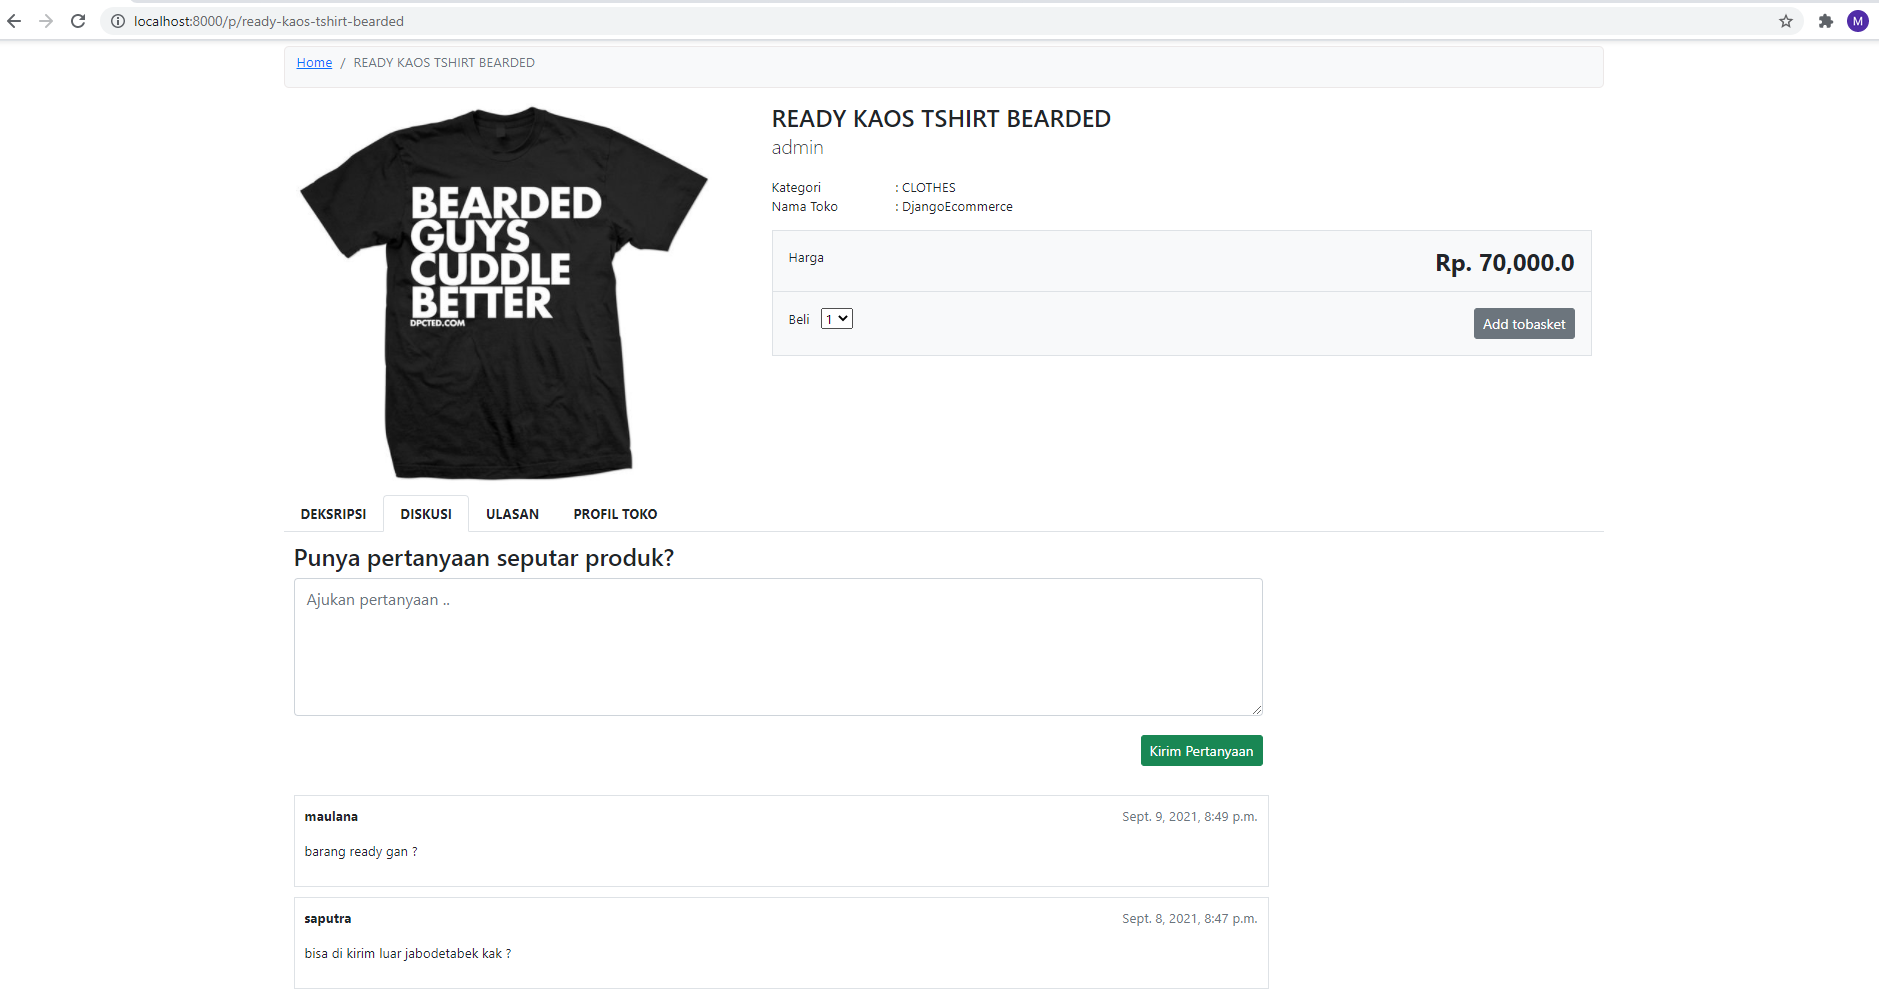 localhost:8000/p/ready-kaos-tshirt-bearded
M
Home / READY KAOS TSHIRT BEARDED
BEARDED
GUYS
CUDDLE
BETTER
DPCTED.COM
READY KAOS TSHIRT BEARDED
admin
Kategori : CLOTHES
Nama Toko : DjangoEcommerce
Harga Rp. 70,000.0
Beli 1 Add tobasket
DEKSRIPSI DISKUSI ULASAN PROFIL TOKO
Punya pertanyaan seputar produk?
Ajukan pertanyaan ..
Kirim Pertanyaan
maulana Sept. 9, 2021, 8:49 p.m.
barang ready gan ?
saputra Sept. 8, 2021, 8:47 p.m.
bisa di kirim luar jabodetabek kak ?